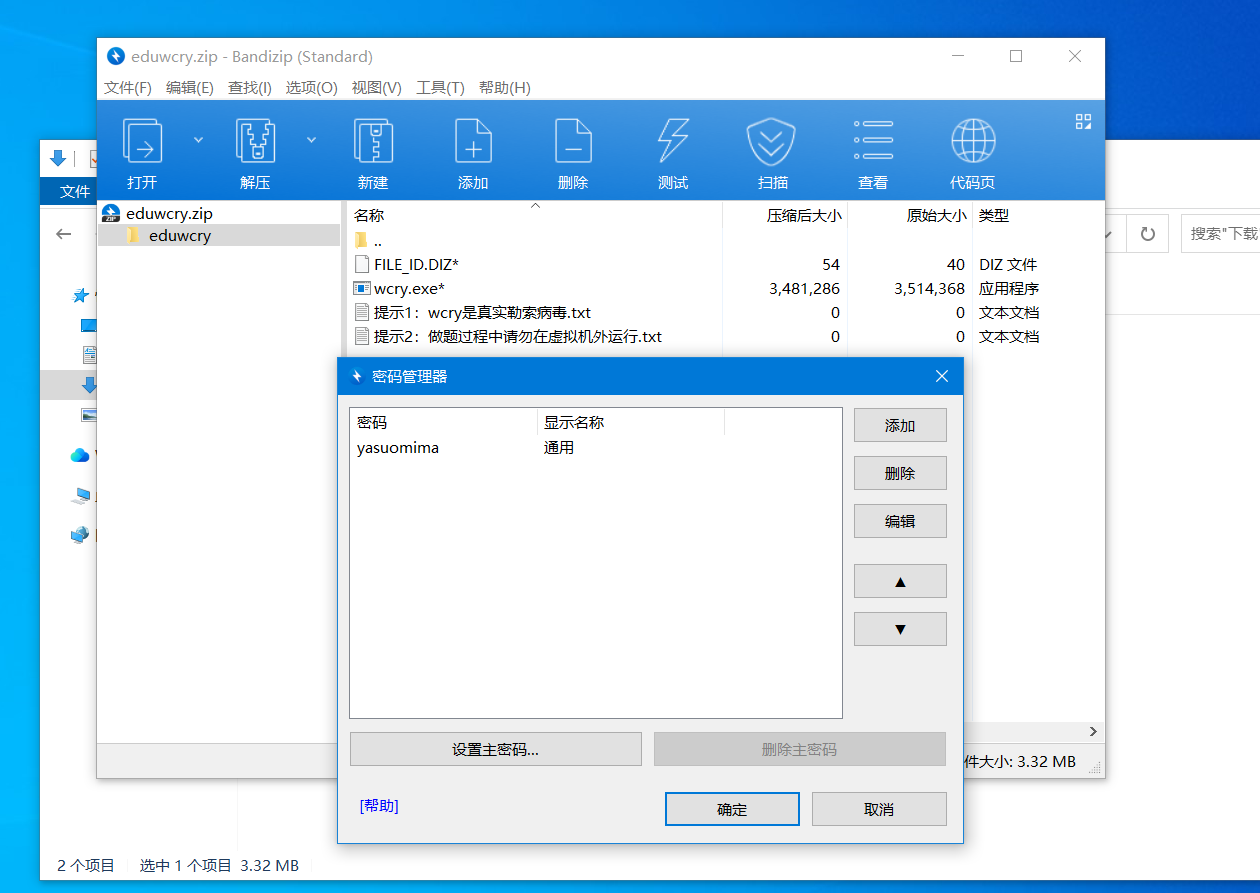 eduwcry.zip - Bandizip (Standard)
文件(F) 编辑(E) 查找(I) 选项(O) 视图(V) 工具(T) 帮助(H)
打开 解压 新建 添加 删除 测试 扫描 查看 代码页
文件
eduwcry.zip
eduwcry
名称 压缩后大小 原始大小 类型
..
FILE_ID.DIZ* 54 40 DIZ 文件
wcry.exe* 3,481,286 3,514,368 应用程序
提示1：wcry是真实勒索病毒.txt 0 0 文本文档
提示2：做题过程中请勿在虚拟机外运行.txt 0 0 文本文档
搜索"下载
密码管理器
密码 显示名称
yasuomima 通用
添加
删除
编辑
▲
▼
设置主密码... 删除主密码
[帮助] 确定 取消
件大小: 3.32 MB
2 个项目 选中 1 个项目 3.32 MB